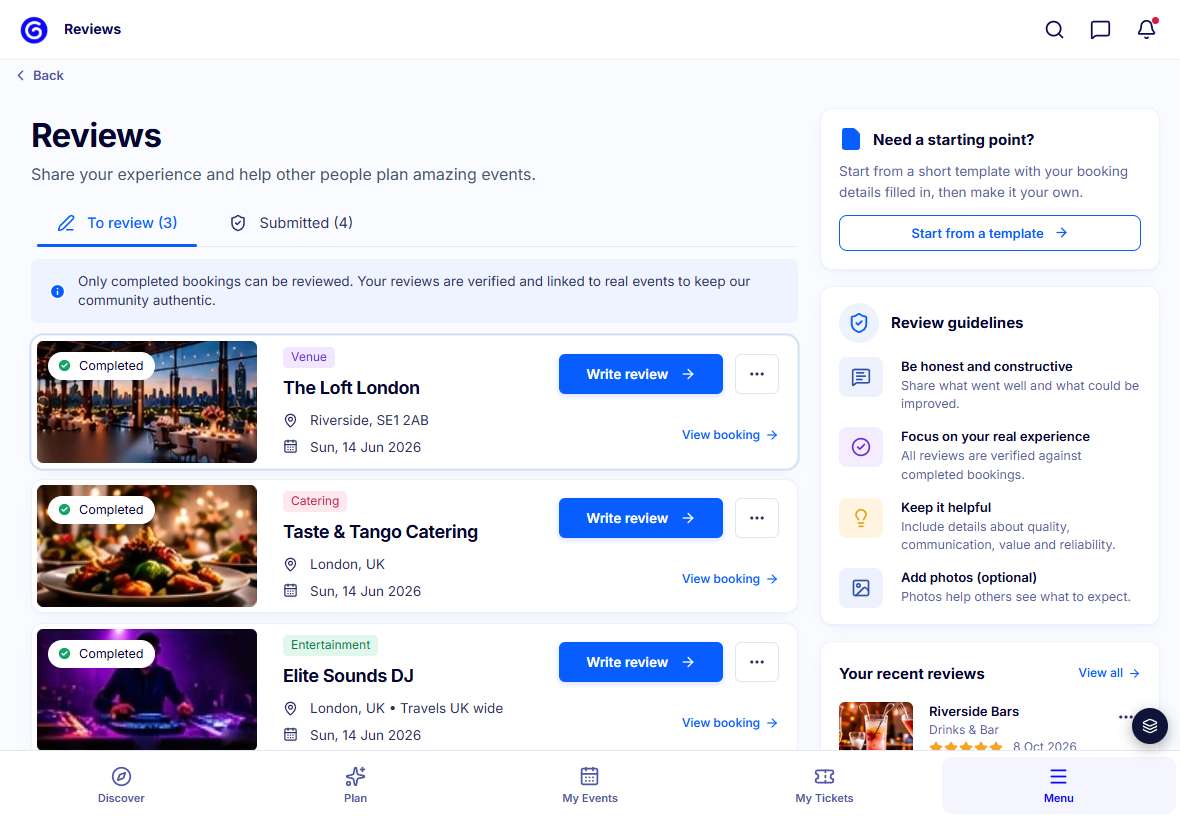 Reviews
Back
Reviews
Share your experience and help other people plan amazing events.
To review (3)
Submitted (4)
Only completed bookings can be reviewed. Your reviews are verified and linked to real events to keep our
community authentic.
Completed
Venue
The Loft London
Riverside, SE1 2AB
Sun, 14 Jun 2026
Write review
View booking
Completed
Catering
Taste & Tango Catering
London, UK
Sun, 14 Jun 2026
Write review
View booking
Completed
Entertainment
Elite Sounds DJ
London, UK • Travels UK wide
Sun, 14 Jun 2026
Write review
View booking
Need a starting point?
Start from a short template with your booking
details filled in, then make it your own.
Start from a template
Review guidelines
Be honest and constructive
Share what went well and what could be
improved.
Focus on your real experience
All reviews are verified against
completed bookings.
Keep it helpful
Include details about quality,
communication, value and reliability.
Add photos (optional)
Photos help others see what to expect.
Your recent reviews
View all
Riverside Bars
Drinks & Bar
8 Oct 2026
Discover
Plan
My Events
My Tickets
Menu